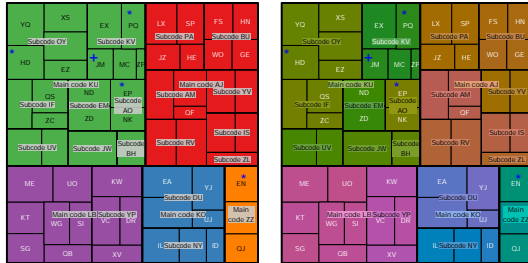 YQ XS EX PQ LX SP FS HN
Subcode OY Subcode KV Subcode PA Subcode BU
HD EZ JM MC ZF JZ HE WO GE
Main code KU Main code AJ
QS ND EP Subcode AM Subcode YV
Subcode IF Subcode EM Subcode AO QF
ZC ZD NK Subcode IS
Subcode UV Subcode JW Subcode BH Subcode RV Subcode ZL
ME UO KW EA YJ EN
Subcode DU
KT Main code LB Subcode YP Main code KO Main code ZZ
WG SI VC DR UJ
SG QB XV IL Subcode NY ID QJ
YQ XS EX PQ LX SP FS HN
Subcode OY Subcode KV Subcode PA Subcode BU
HD EZ JM MC ZF JZ HE WO GE
Main code KU Main code AJ
QS ND EP Subcode AM Subcode YV
Subcode IF Subcode EM Subcode AO QF
ZC ZD NK Subcode IS
Subcode UV Subcode JW Subcode BH Subcode RV Subcode ZL
ME UO KW EA YJ EN
Subcode DU
KT Main code LB Subcode YP Main code KO Main code ZZ
WG SI VC DR UJ
SG QB XV IL Subcode NY ID QJ